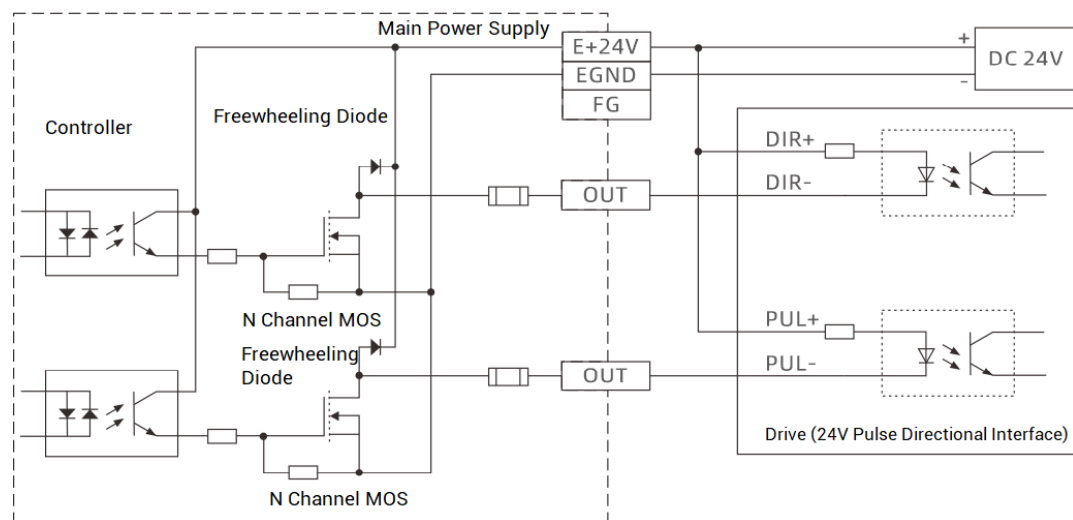 Main Power Supply
E+24V
+
DC 24V
EGND
-
FG
Freewheeling Diode
Controller
DIR+
DIR-
OUT
N Channel MOS
PUL+
Freewheeling
Diode
PUL-
OUT
Drive (24V Pulse Directional Interface)
N Channel MOS